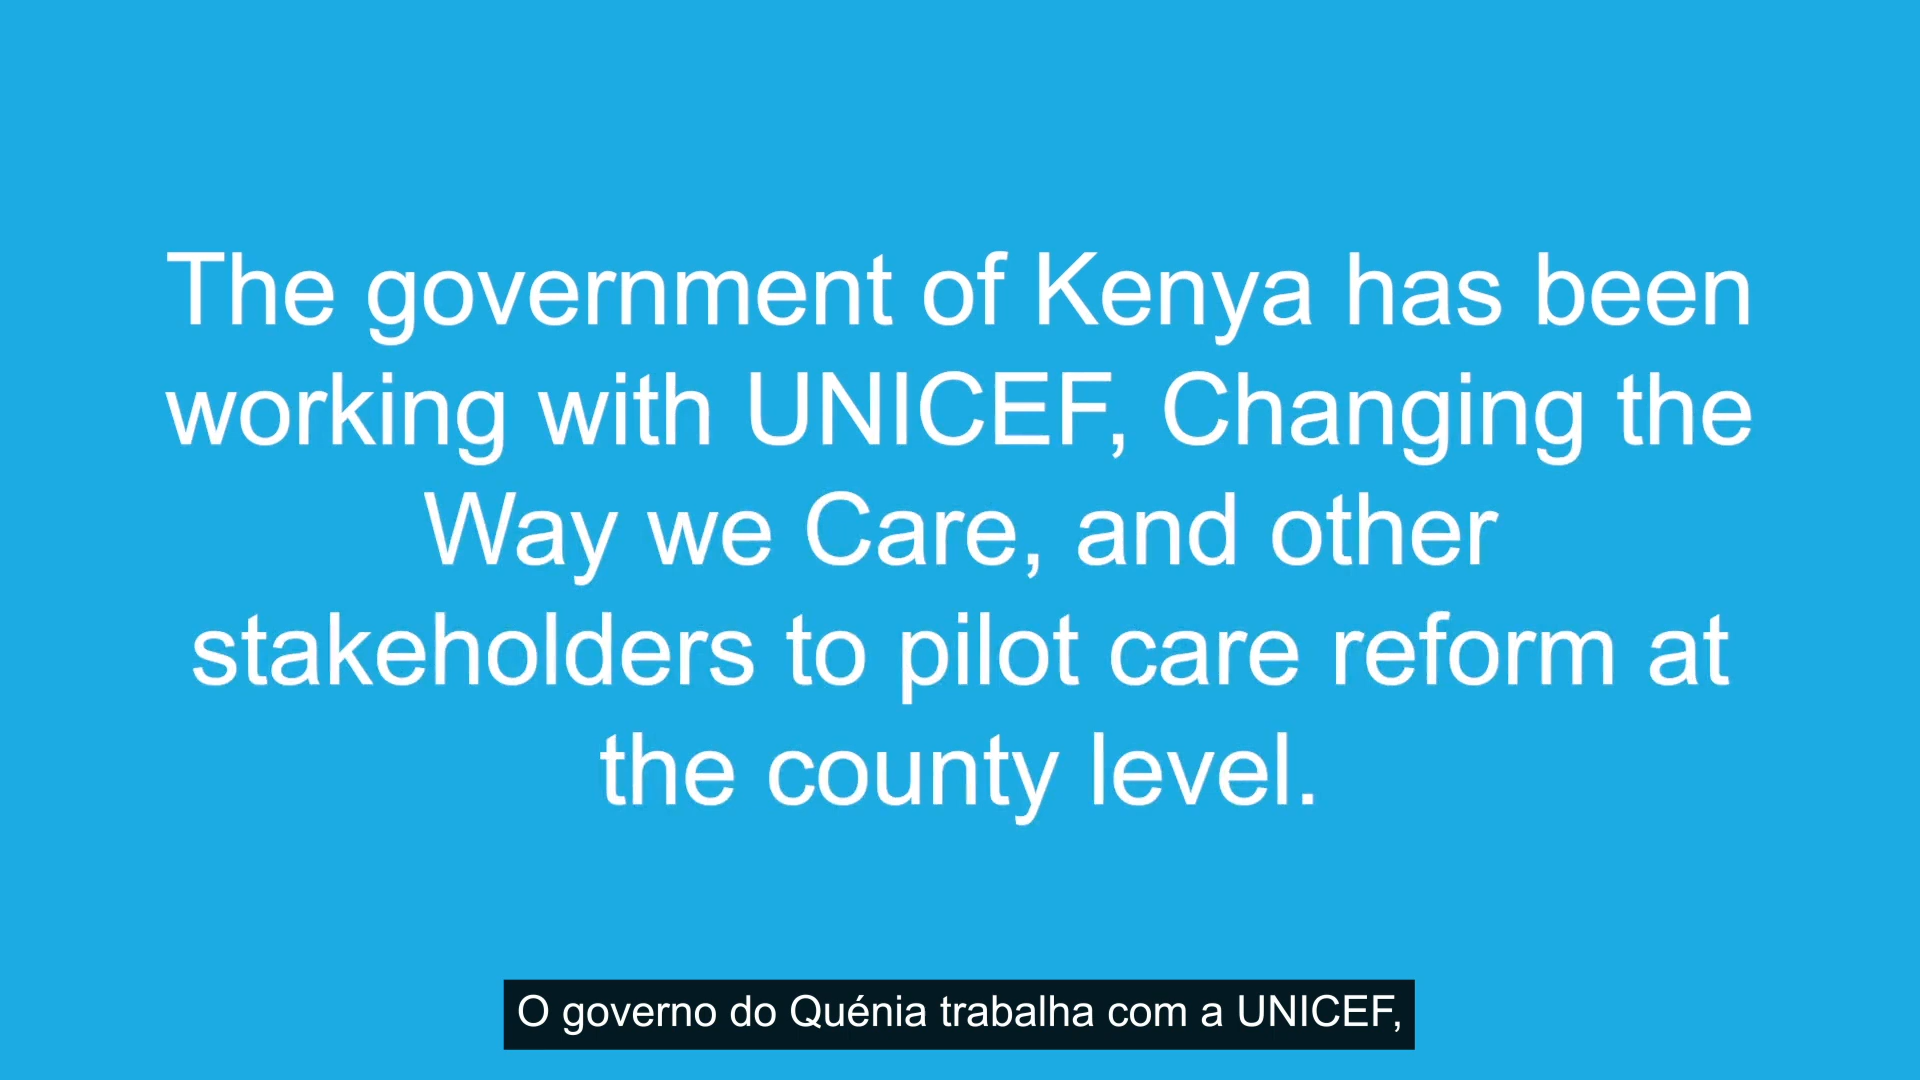 The government of Kenya has been
working with UNICEF, Changing the
Way we Care, and other
stakeholders to pilot care reform at
the county level.
O governo do Quénia trabalha com a UNICEF,